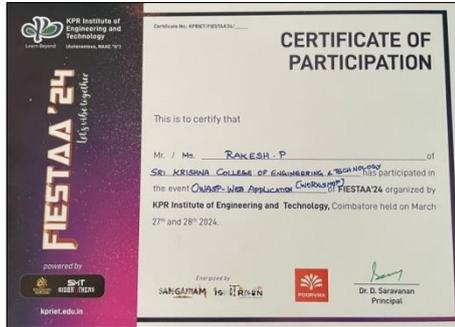 KPR Institute of
Engineering and
Technology
(Autonomous, NAAC "A")
Learn Beyond
FIESTAA '24
Let's vibe together
powered by
SMT
kpriet.edu.in
Certificate No.: KPRIET/FIESTAA'24/
CERTIFICATE OF
PARTICIPATION
This is to certify that
Mr. / Ms. RAKESH. P of
SRI KRISHNA COLLEGE OF ENGINEERING & TECHNOLOGY has participated in
the event OWASP-WEB APPLICATION [WORKSHOP] of FIESTAA'24 organized by
KPR Institute of Engineering and Technology, Coimbatore held on March
27th and 28th 2024.
Energized by
SANGAMAM
POORVIKA
Dr. D. Saravanan
Principal